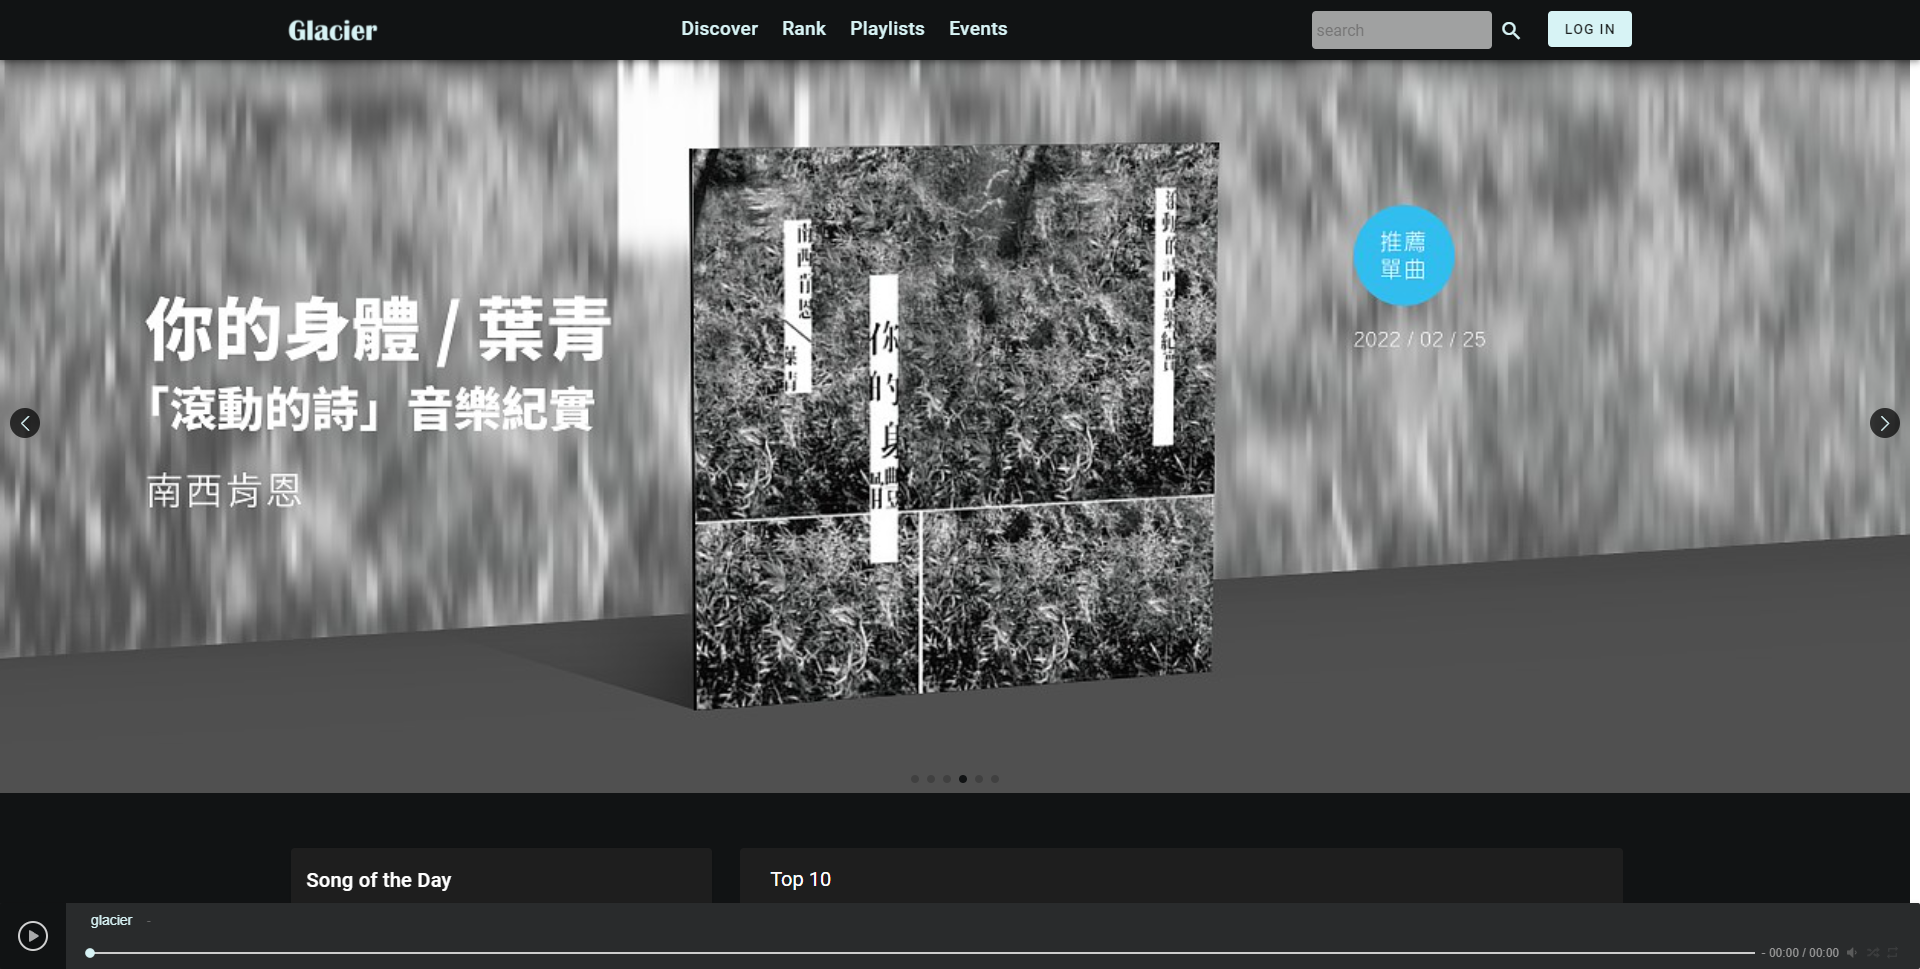 Glacier
Discover Rank Playlists Events
search
LOG IN
你的身體 / 葉青
「滾動的詩」音樂紀實
南西肯恩
南西肯恩／葉青
你的身體
滾動的詩音樂紀實
推薦
單曲
2022 / 02 / 25
Song of the Day
Top 10
glacier -
- 00:00 / 00:00